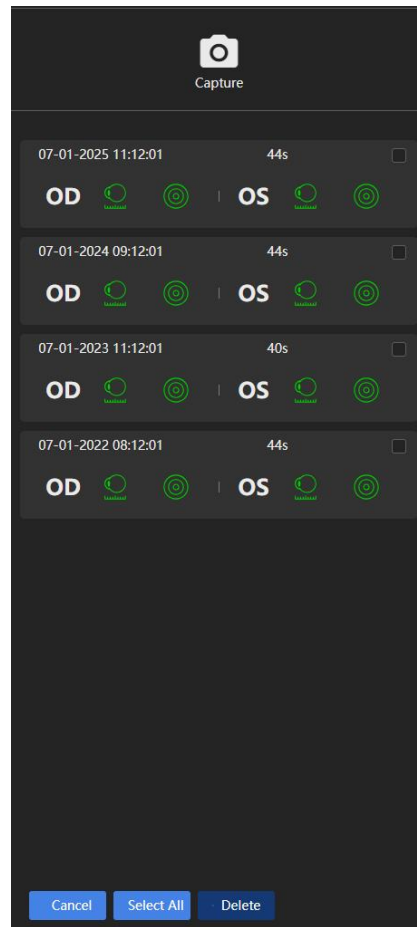 Capture
07-01-2025 11:12:01 44s
OD OS
07-01-2024 09:12:01 44s
OD OS
07-01-2023 11:12:01 40s
OD OS
07-01-2022 08:12:01 44s
OD OS
Cancel Select All Delete